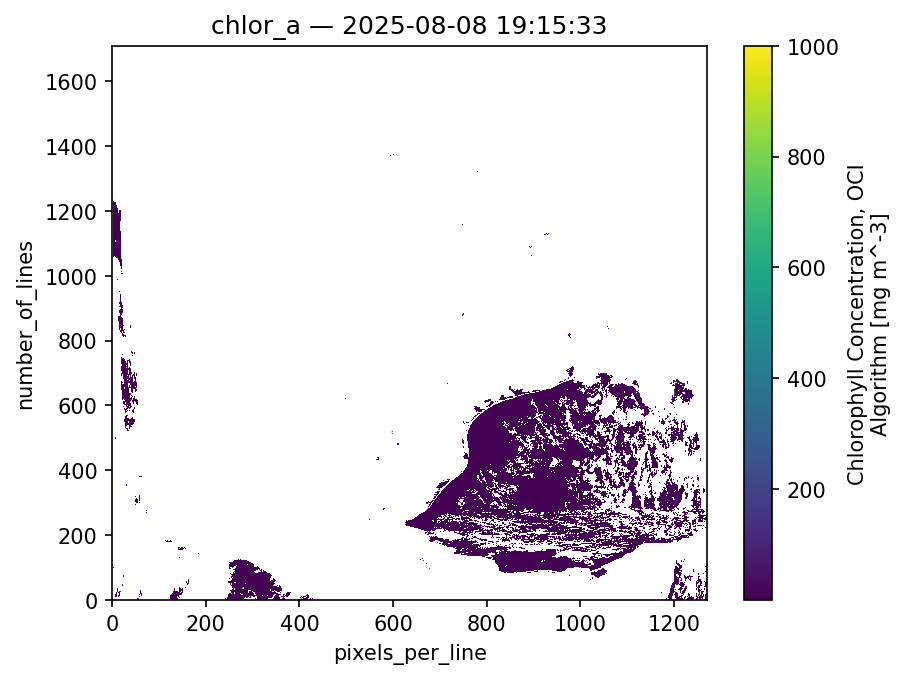 chlor_a — 2025-08-08 19:15:33
1600
1400
1200
1000
800
600
400
200
0
number_of_lines
0 200 400 600 800 1000 1200
pixels_per_line
1000
800
600
400
200
Chlorophyll Concentration, OCI
Algorithm [mg m^-3]